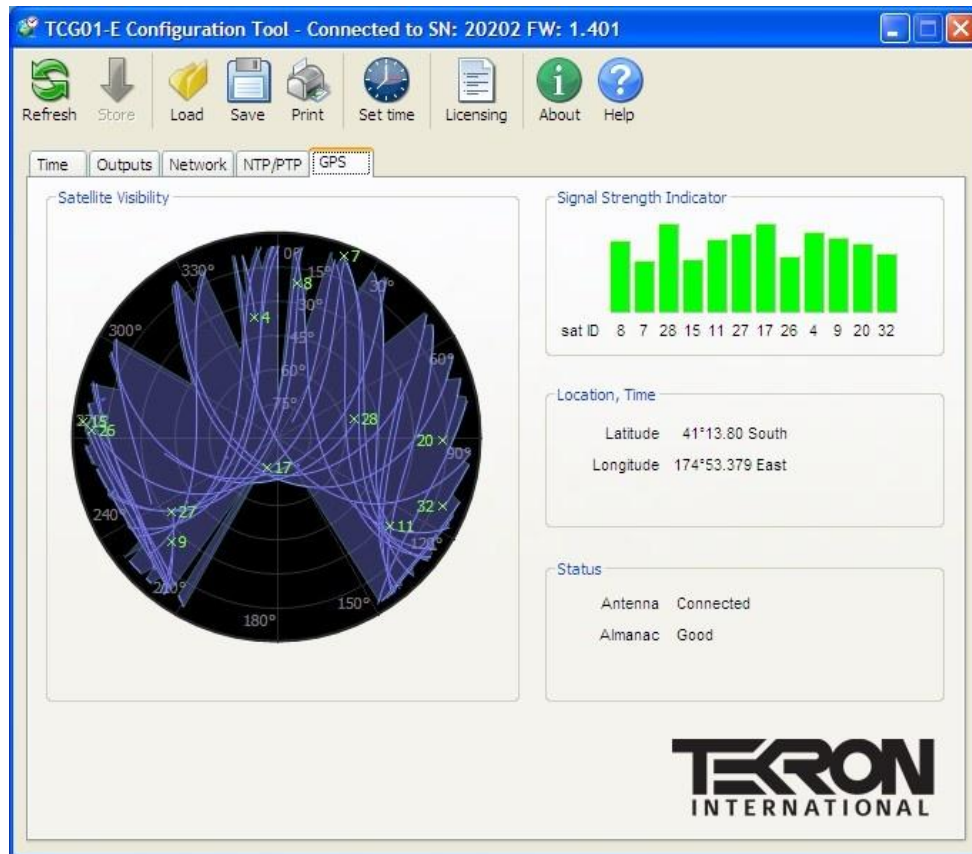 TCG01-E Configuration Tool - Connected to SN: 20202 FW: 1.401
Refresh Store Load Save Print Set time Licensing About Help
Time Outputs Network NTP/PTP GPS
Satellite Visibility
0°
15°
30°
45°
60°
75°
30°
60°
90°
120°
150°
180°
210°
240°
300°
330°
7
8
4
28
15
26
20
17
32
27
11
9
Signal Strength Indicator
sat ID 8 7 28 15 11 27 17 26 4 9 20 32
Location, Time
Latitude 41°13.80 South
Longitude 174°53.379 East
Status
Antenna Connected
Almanac Good
TEKRON
INTERNATIONAL